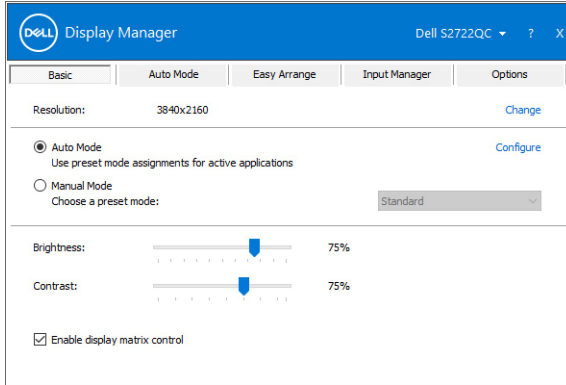 DELL Display Manager Dell S2722QC ? X
Basic Auto Mode Easy Arrange Input Manager Options
Resolution: 3840x2160 Change
Auto Mode Configure
Use preset mode assignments for active applications
Manual Mode
Choose a preset mode: Standard
Brightness: 75%
Contrast: 75%
Enable display matrix control